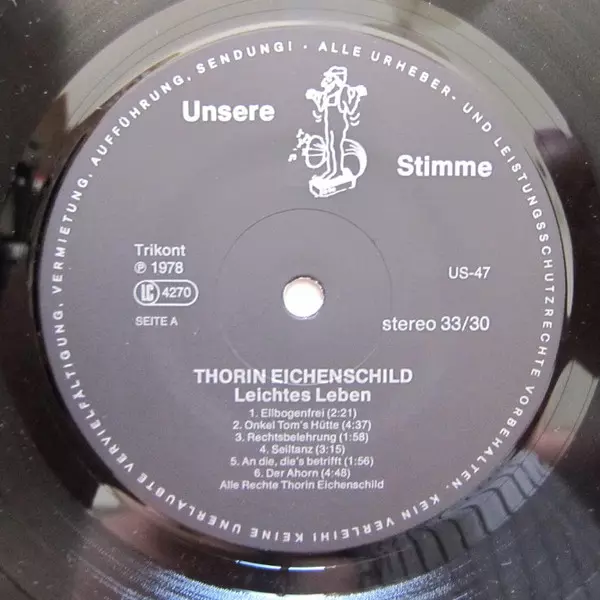 ALLE URHEBER- UND LEISTUNGSSCHUTZRECHTE VORBEHALTEN. KEIN VERLEIH! KEINE UNERLAUBTE VERVIELFÄLTIGUNG, VERMIETUNG, AUFFÜHRUNG, SENDUNG! ·
Unsere
Stimme
Trikont
℗ 1978
LC 4270
SEITE A
US-47
stereo 33/30
THORIN EICHENSCHILD
Leichtes Leben
1. Ellbogenfrei (2:21)
2. Onkel Tom's Hütte (4:37)
3. Rechtsbelehrung (1:58)
4. Seiltanz (3:15)
5. An die, die's betrifft (1:56)
6. Der Ahorn (4:48)
Alle Rechte Thorin Eichenschild